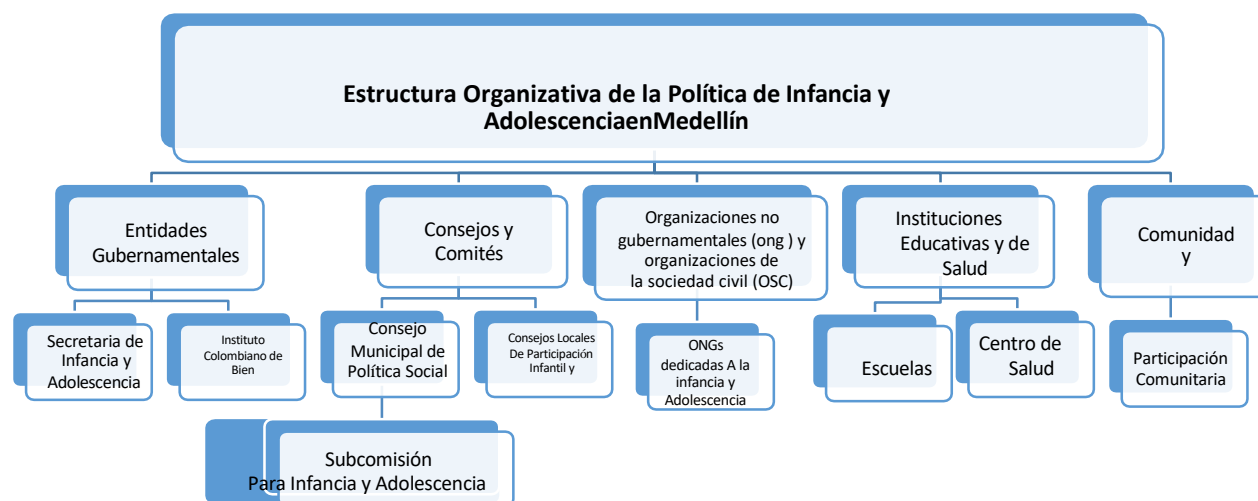 Estructura Organizativa de la Política de Infancia y
AdolescenciaenMedellín
Entidades
Gubernamentales
Consejos y
Comités
Organizaciones no
gubernamentales (ong ) y
organizaciones de
la sociedad civil (OSC)
Instituciones
Educativas y de
Salud
Comunidad
y
Secretaria de
Infancia y
Adolescencia
Instituto
Colombiano de
Bien
Consejo
Municipal de
Política Social
Consejos Locales
De Participación
Infantil y
ONGs
dedicadas A la
infancia y
Adolescencia
Escuelas
Centro de
Salud
Participación
Comunitaria
Subcomisión
Para Infancia y Adolescencia